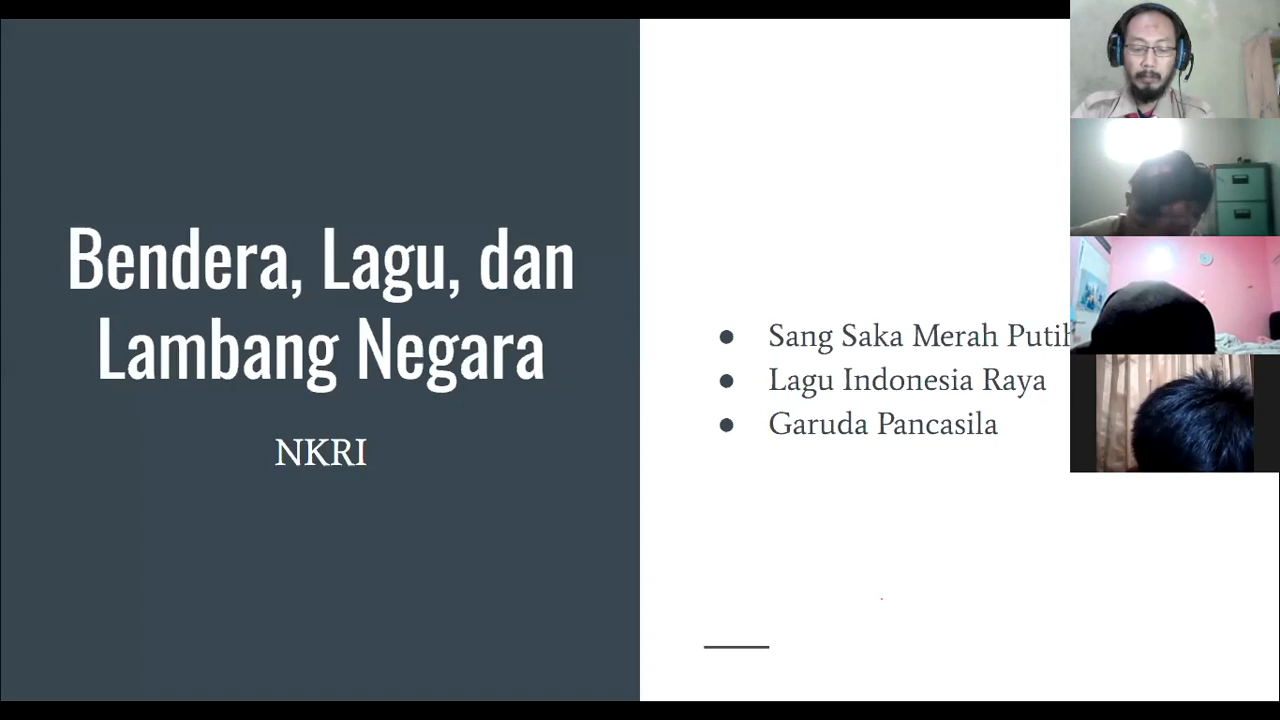 Bendera, Lagu, dan
Lambang Negara
NKRI
● Sang Saka Merah Putih
● Lagu Indonesia Raya
● Garuda Pancasila